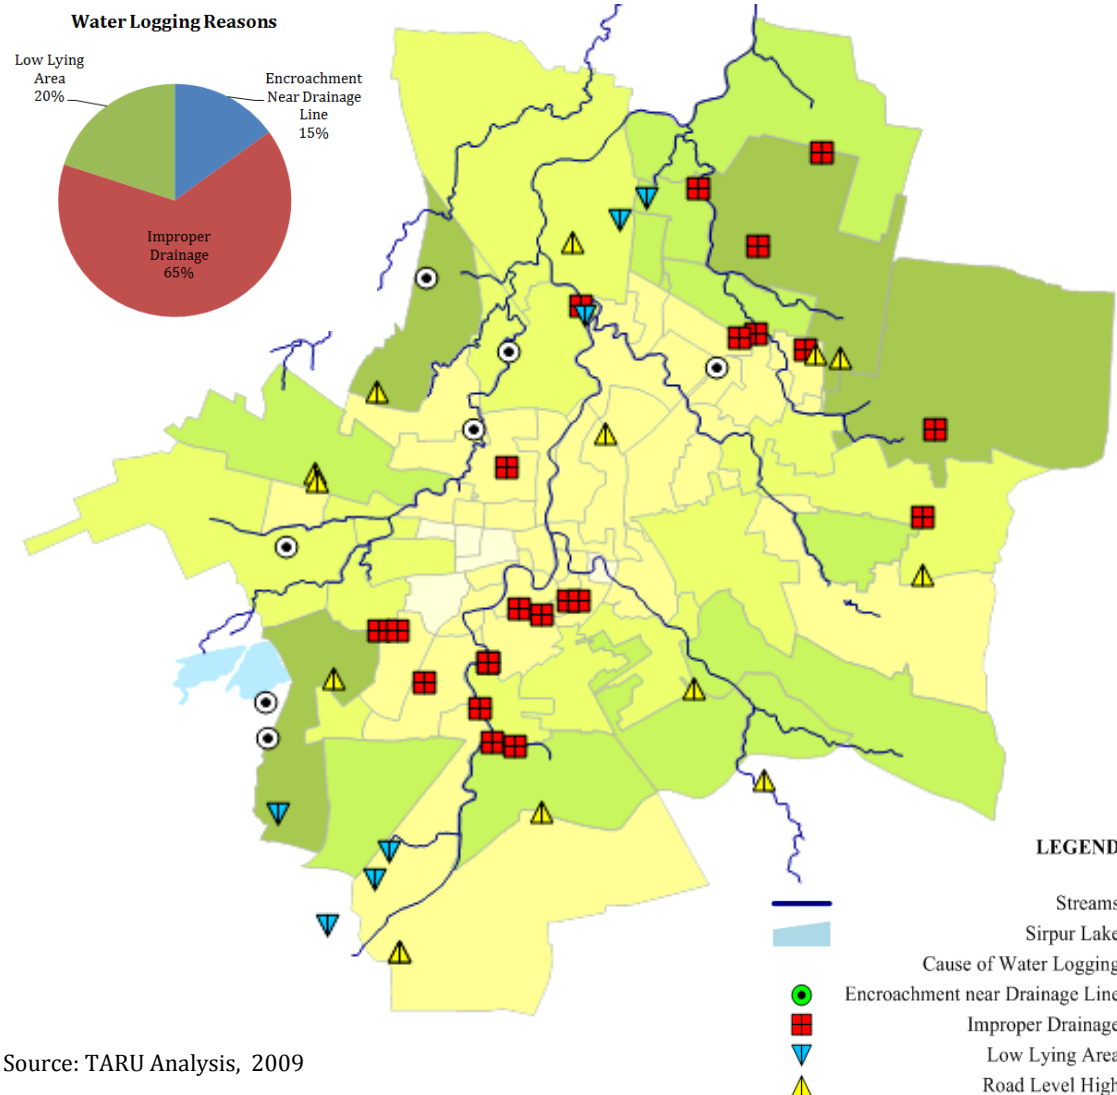 Water Logging Reasons
Low Lying
Area
20%
Encroachment
Near Drainage
Line
15%
Improper
Drainage
65%
LEGEND
Streams
Sirpur Lake
Cause of Water Logging
Encroachment near Drainage Line
Improper Drainage
Low Lying Area
Road Level High
Source: TARU Analysis, 2009